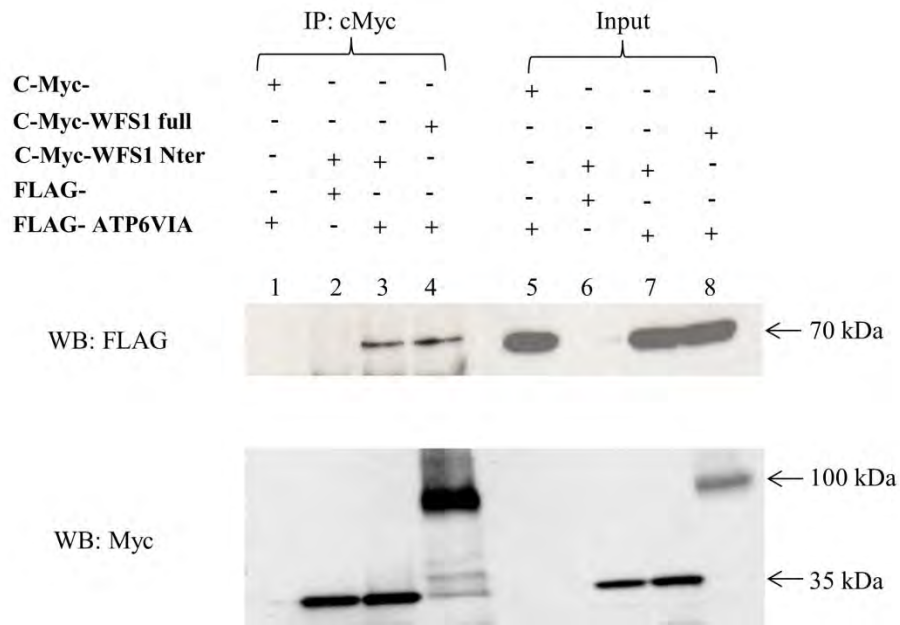 IP: cMyc Input
C-Myc- + - - - + - - -
C-Myc-WFS1 full - - - + - - - +
C-Myc-WFS1 Nter - + + - - + + -
FLAG- - + - - - + - -
FLAG- ATP6VIA + - + + + - + +
1 2 3 4 5 6 7 8
WB: FLAG ← 70 kDa
← 100 kDa
WB: Myc
← 35 kDa